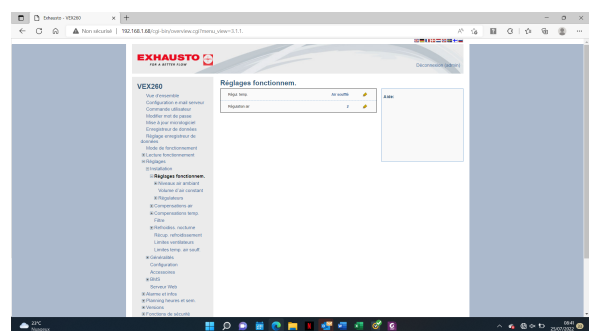 Exhausto - VEX260
Non sécurisé
192.168.1.68/cgi-bin/overview.cgi?menu_view=3.1.1.
EXHAUSTO
FOR A BETTER FLOW
Déconnexion (admin)
VEX260
Vue d'ensemble
Configuration e-mail serveur
Commande utilisateur
Modifier mot de passe
Mise à jour micrologiciel
Enregistreur de données
Réglage enregistreur de
données
Mode de fonctionnement
Lecture fonctionnement
Réglages
Installation
Réglages fonctionnem.
Niveaux air ambiant
Volume d'air constant
Régulateurs
Compensations air
Compensations temp.
Filtre
Refroidiss. nocturne
Récup. refroidissement
Limites ventilateurs
Limites temp. air souff.
Généralités
Configuration
Accessoires
BMS
Serveur Web
Alarme et infos
Planning heures et sem.
Versions
Fonctions de sécurité
Réglages fonctionnem.
Régul. temp.
Air soufflé
Régulation air
Aide:
23°C
Nuageux
08:41
25/07/2022